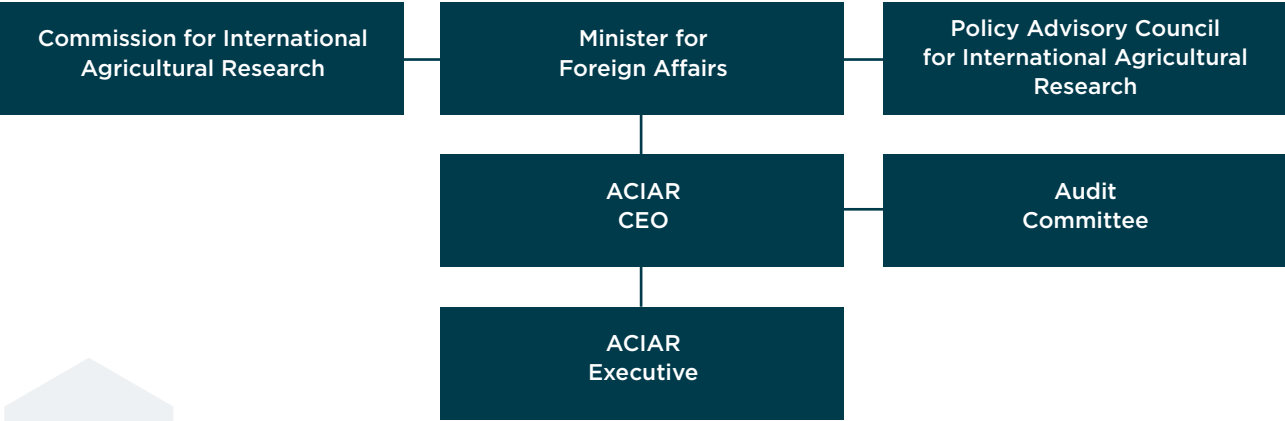 Commission for International
Agricultural Research
Minister for
Foreign Affairs
Policy Advisory Council
for International Agricultural
Research
ACIAR
CEO
Audit
Committee
ACIAR
Executive